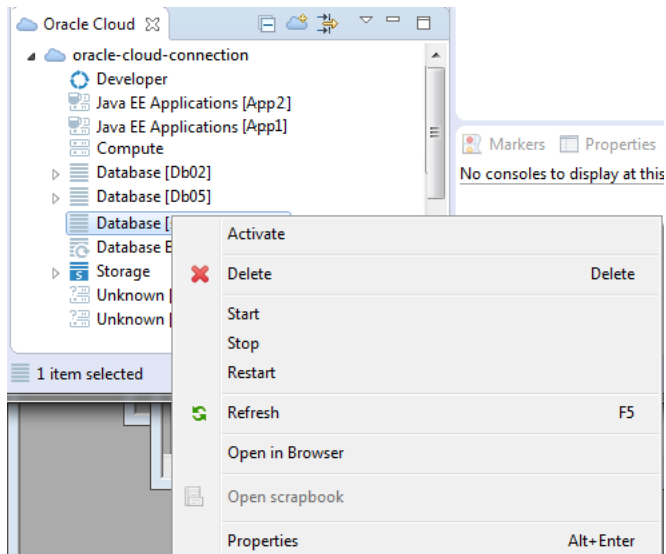 Oracle Cloud
oracle-cloud-connection
Developer
Java EE Applications [App2]
Java EE Applications [App1]
Compute
Database [Db02]
Database [Db05]
Database [
Database
Storage
Unknown [
Unknown
1 item selected
Markers Properties
No consoles to display at this
Activate
Delete Delete
Start
Stop
Restart
Refresh F5
Open in Browser
Open scrapbook
Properties Alt+Enter